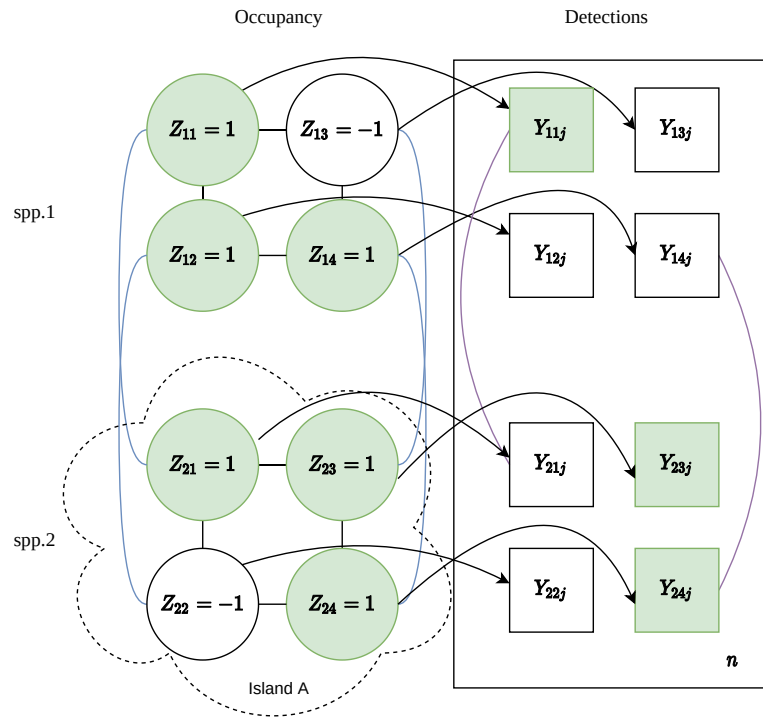 Occupancy Detections
Z₁₁ = 1 Z₁₃ = −1 Y₁₁ⱼ Y₁₃ⱼ
spp.1
Z₁₂ = 1 Z₁₄ = 1 Y₁₂ⱼ Y₁₄ⱼ
Z₂₁ = 1 Z₂₃ = 1 Y₂₁ⱼ Y₂₃ⱼ
spp.2
Z₂₂ = −1 Z₂₄ = 1 Y₂₂ⱼ Y₂₄ⱼ
n
Island A